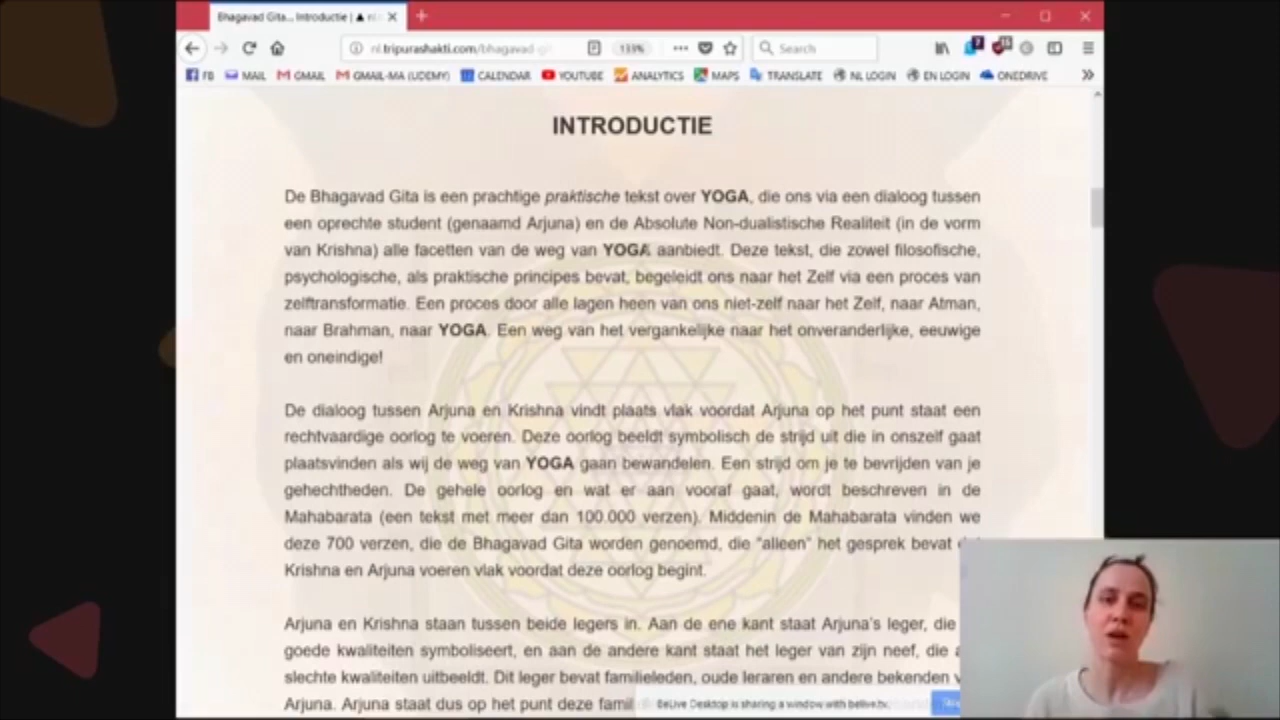 Bhagavad Gita... Introductie | ▲ nl.
nl.tripurashakti.com/bhagavad-gi
133%
Search
7
FB MAIL GMAIL GMAIL-MA (UDEMY) CALENDAR YOUTUBE ANALYTICS MAPS TRANSLATE NL LOGIN EN LOGIN ONEDRIVE
INTRODUCTIE
De Bhagavad Gita is een prachtige praktische tekst over YOGA, die ons via een dialoog tussen
een oprechte student (genaamd Arjuna) en de Absolute Non-dualistische Realiteit (in de vorm
van Krishna) alle facetten van de weg van YOGA aanbiedt. Deze tekst, die zowel filosofische,
psychologische, als praktische principes bevat, begeleidt ons naar het Zelf via een proces van
zelftransformatie. Een proces door alle lagen heen van ons niet-zelf naar het Zelf, naar Atman,
naar Brahman, naar YOGA. Een weg van het vergankelijke naar het onveranderlijke, eeuwige
en oneindige!
De dialoog tussen Arjuna en Krishna vindt plaats vlak voordat Arjuna op het punt staat een
rechtvaardige oorlog te voeren. Deze oorlog beeldt symbolisch de strijd uit die in onszelf gaat
plaatsvinden als wij de weg van YOGA gaan bewandelen. Een strijd om je te bevrijden van je
gehechtheden. De gehele oorlog en wat er aan vooraf gaat, wordt beschreven in de
Mahabarata (een tekst met meer dan 100.000 verzen). Middenin de Mahabarata vinden we
deze 700 verzen, die de Bhagavad Gita worden genoemd, die "alleen" het gesprek bevat
Krishna en Arjuna voeren vlak voordat deze oorlog begint.
Arjuna en Krishna staan tussen beide legers in. Aan de ene kant staat Arjuna's leger, die
goede kwaliteiten symboliseert, en aan de andere kant staat het leger van zijn neef, die
slechte kwaliteiten uitbeeldt. Dit leger bevat familieleden, oude leraren en andere bekenden
Arjuna. Arjuna staat dus op het punt deze famil
BeLive Desktop is sharing a window with belive.tv.